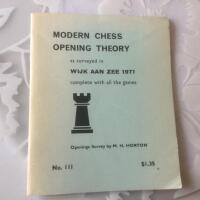 MODERN CHESS
OPENING THEORY
as surveyed in
WIJK AAN ZEE 1971
complete with all the games
Openings Survey by M. H. HORTON
No. 111
$1.35